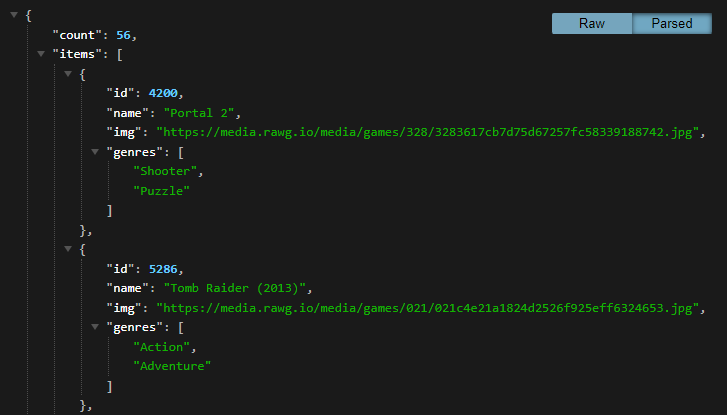 Raw
Parsed
{
"count": 56,
"items": [
{
"id": 4200,
"name": "Portal 2",
"img": "https://media.rawg.io/media/games/328/3283617cb7d75d67257fc58339188742.jpg",
"genres": [
"Shooter",
"Puzzle"
]
},
{
"id": 5286,
"name": "Tomb Raider (2013)",
"img": "https://media.rawg.io/media/games/021/021c4e21a1824d2526f925eff6324653.jpg",
"genres": [
"Action",
"Adventure"
]
},